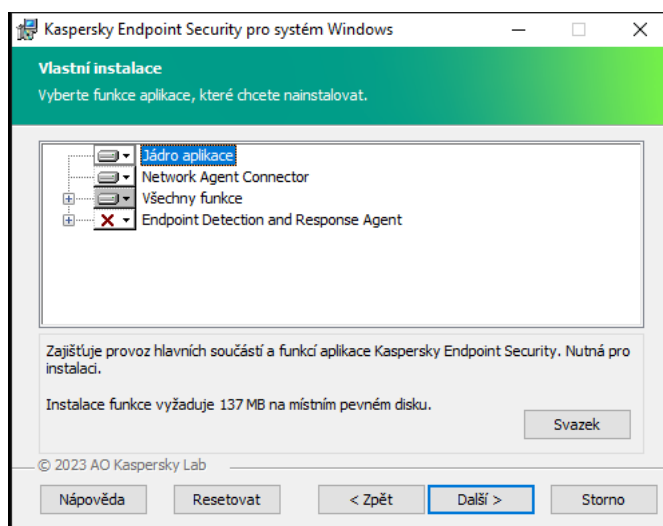 Kaspersky Endpoint Security pro systém Windows
Vlastní instalace
Vyberte funkce aplikace, které chcete nainstalovat.
Jádro aplikace
Network Agent Connector
Všechny funkce
Endpoint Detection and Response Agent
Zajišťuje provoz hlavních součástí a funkcí aplikace Kaspersky Endpoint Security. Nutná pro
instalaci.
Instalace funkce vyžaduje 137 MB na místním pevném disku.
Svazek
© 2023 AO Kaspersky Lab
Nápověda Resetovat < Zpět Další > Storno